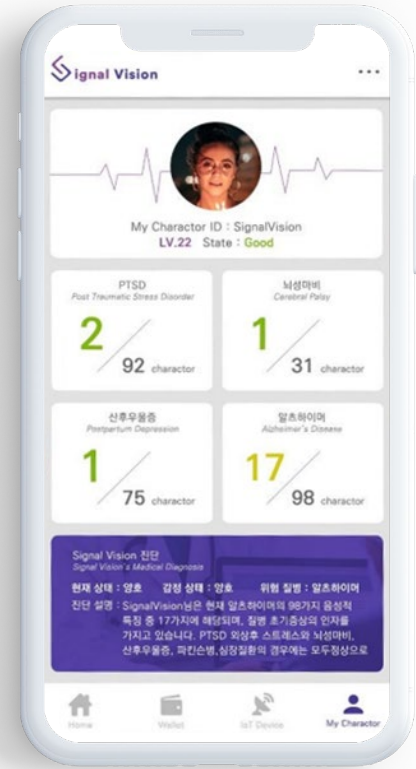 Signal Vision
My Charactor ID : SignalVision
LV.22 State : Good
PTSD
Post Traumatic Stress Disorder
2 / 92 charactor
뇌성마비
Cerebral Palsy
1 / 31 charactor
산후우울증
Postpartum Depression
1 / 75 charactor
알츠하이머
Alzheimer's Disease
17 / 98 charactor
Signal Vision 진단
Signal Vision's Medical Diagnosis
현재 상태 : 양호 감정 상태 : 양호 위험 질병 : 알츠하이머
진단 설명 : SignalVision님은 현재 알츠하이머의 98가지 음성적
특징 중 17가지에 해당되며, 질병 초기증상의 인자를
가지고 있습니다. PTSD 외상후 스트레스와 뇌성마비,
산후우울증, 파킨슨병,심장질환의 경우에는 모두정상으로
Home
Wallet
IoT Device
My Charactor